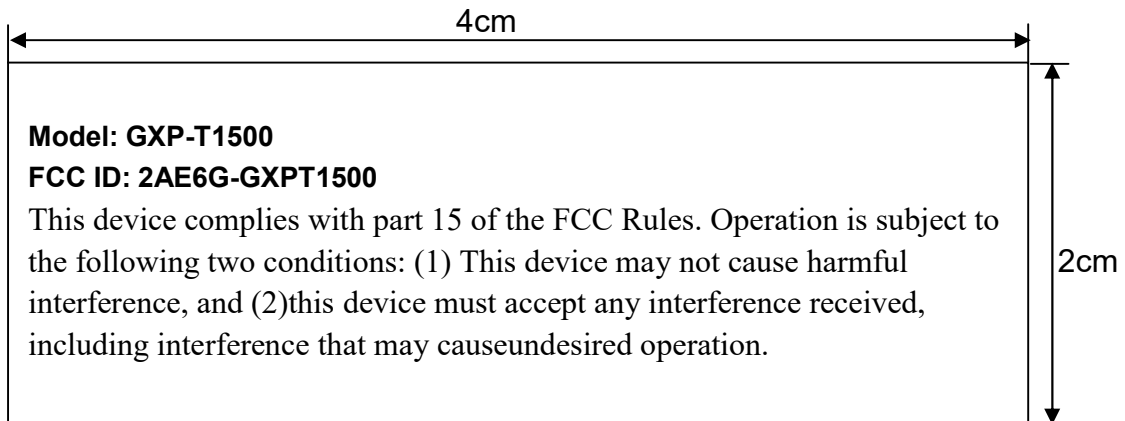 4cm
Model: GXP-T1500
FCC ID: 2AE6G-GXPT1500
This device complies with part 15 of the FCC Rules. Operation is subject to
the following two conditions: (1) This device may not cause harmful
2cm
interference, and (2)this device must accept any interference received,
including interference that may causeundesired operation.